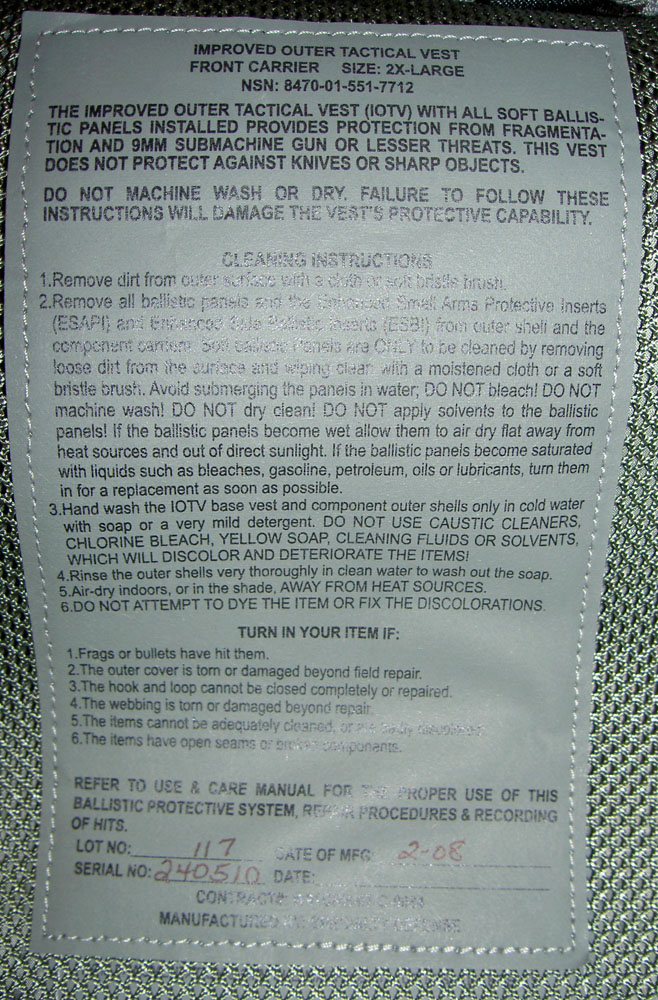 IMPROVED OUTER TACTICAL VEST
FRONT CARRIER SIZE: 2X-LARGE
NSN: 8470-01-551-7712
THE IMPROVED OUTER TACTICAL VEST (IOTV) WITH ALL SOFT BALLIS-
TIC PANELS INSTALLED PROVIDES PROTECTION FROM FRAGMENTA-
TION AND 9MM SUBMACHINE GUN OR LESSER THREATS. THIS VEST
DOES NOT PROTECT AGAINST KNIVES OR SHARP OBJECTS.
DO NOT MACHINE WASH OR DRY. FAILURE TO FOLLOW THESE
INSTRUCTIONS WILL DAMAGE THE VEST'S PROTECTIVE CAPABILITY.
CLEANING INSTRUCTIONS
1.Remove dirt from outer surface with a cloth or soft bristle brush.
2.Remove all ballistic panels and the Enhanced Small Arms Protective Inserts
(ESAPI) and Enhanced Side Ballistic Inserts (ESBI) from outer shell and the
component carriers. Soft Ballistic Panels are ONLY to be cleaned by removing
loose dirt from the surface and wiping clean with a moistened cloth or a soft
bristle brush. Avoid submerging the panels in water; DO NOT bleach! DO NOT
machine wash! DO NOT dry clean! DO NOT apply solvents to the ballistic
panels! If the ballistic panels become wet allow them to air dry flat away from
heat sources and out of direct sunlight. If the ballistic panels become saturated
with liquids such as bleaches, gasoline, petroleum, oils or lubricants, turn them
in for a replacement as soon as possible.
3.Hand wash the IOTV base vest and component outer shells only in cold water
with soap or a very mild detergent. DO NOT USE CAUSTIC CLEANERS,
CHLORINE BLEACH, YELLOW SOAP, CLEANING FLUIDS OR SOLVENTS,
WHICH WILL DISCOLOR AND DETERIORATE THE ITEMS!
4.Rinse the outer shells very thoroughly in clean water to wash out the soap.
5.Air-dry indoors, or in the shade, AWAY FROM HEAT SOURCES.
6.DO NOT ATTEMPT TO DYE THE ITEM OR FIX THE DISCOLORATIONS.
TURN IN YOUR ITEM IF:
1.Frags or bullets have hit them.
2.The outer cover is torn or damaged beyond field repair.
3.The hook and loop cannot be closed completely or repaired.
4.The webbing is torn or damaged beyond repair.
5.The items cannot be adequately cleaned, or are
6.The items have open seams or broken components.
REFER TO USE & CARE MANUAL FOR THE PROPER USE OF THIS
BALLISTIC PROTECTIVE SYSTEM, REPAIR PROCEDURES & RECORDING
OF HITS.
LOT NO: 117 DATE OF MFG: 2-08
SERIAL NO: 240510 DATE:
CONTRACT#
MANUFACTURED